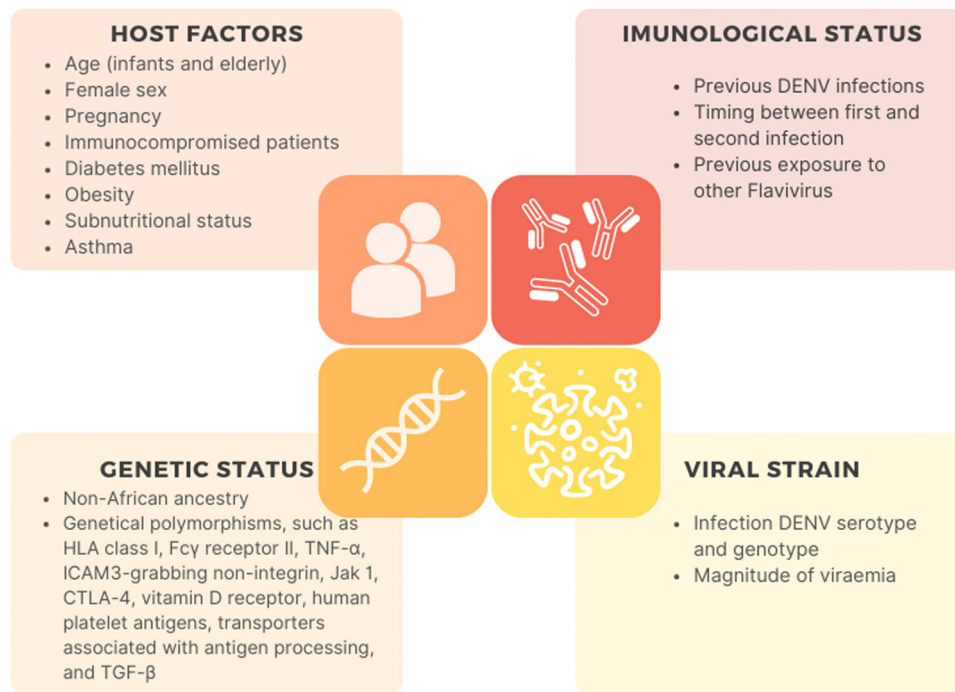 HOST FACTORS
• Age (infants and elderly)
• Female sex
• Pregnancy
• Immunocompromised patients
• Diabetes mellitus
• Obesity
• Subnutritional status
• Asthma
IMUNOLOGICAL STATUS
• Previous DENV infections
• Timing between first and
second infection
• Previous exposure to
other Flavivirus
GENETIC STATUS
• Non-African ancestry
• Genetical polymorphisms, such as
HLA class I, Fcγ receptor II, TNF-α,
ICAM3-grabbing non-integrin, Jak 1,
CTLA-4, vitamin D receptor, human
platelet antigens, transporters
associated with antigen processing,
and TGF-β
VIRAL STRAIN
• Infection DENV serotype
and genotype
• Magnitude of viraemia